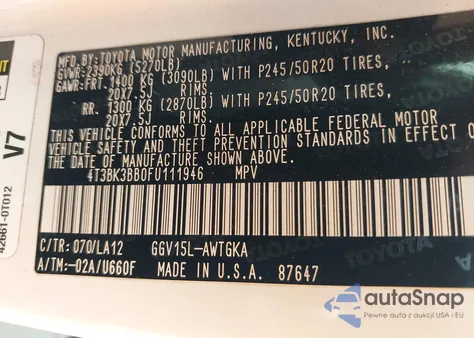 MFD.BY:TOYOTA MOTOR MANUFACTURING, KENTUCKY, INC.
GVWR:2390KG (5270LB)
GAWR:FRT. 1400 KG (3090LB) WITH P245/50R20 TIRES,
20X7.5J RIMS.
RR. 1300 KG (2870LB) WITH P245/50R20 TIRES,
20X7.5J RIMS.
THIS VEHICLE CONFORMS TO ALL FEDERAL MOTOR
VEHICLE SAFETY AND THEFT PREVENTION STANDARDS IN EFFECT
THE DATE OF MANUFACTURE SHOWN ABOVE.
4T3BK3BB0FU111946 MPV
C/TR: 070/LA12 GGV15L-AWTGKA
A/TM:-02A/U660F MADE IN U.S.A. 87647
V7
42661-0T012
autoSnap
Pewne auta z aukcji USA i EU